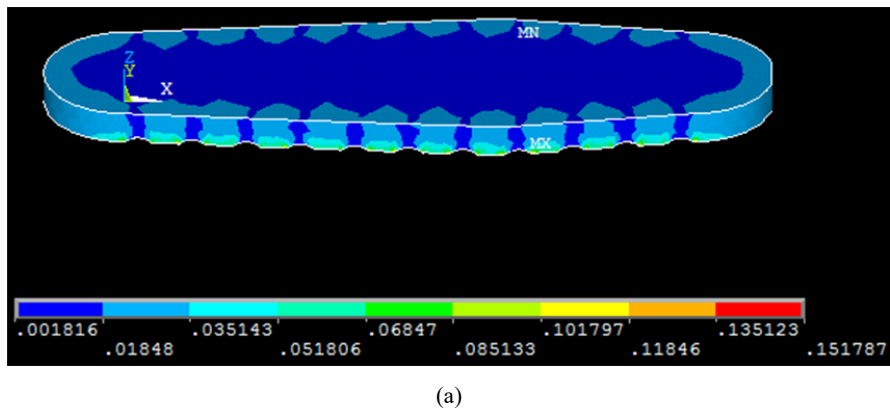 MN
Z
Y
X
MX
.001816 .035143 .06847 .101797 .135123
.01848 .051806 .085133 .11846 .151787
(a)